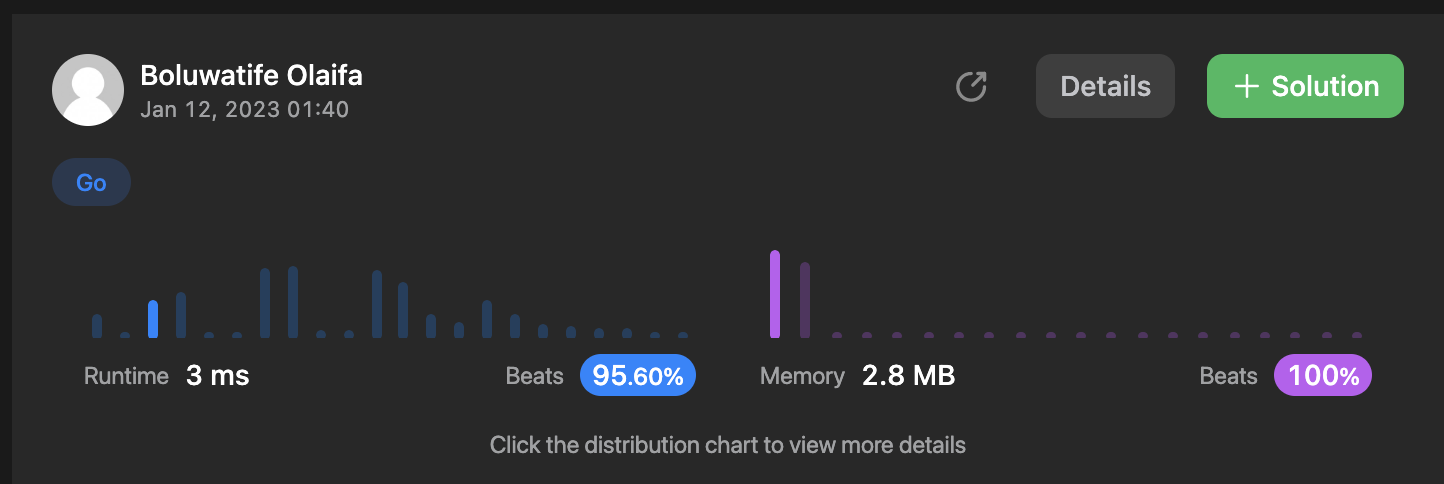 Boluwatife Olaifa
Jan 12, 2023 01:40
Details
+ Solution
Go
Runtime 3 ms
Beats 95.60%
Memory 2.8 MB
Beats 100%
Click the distribution chart to view more details